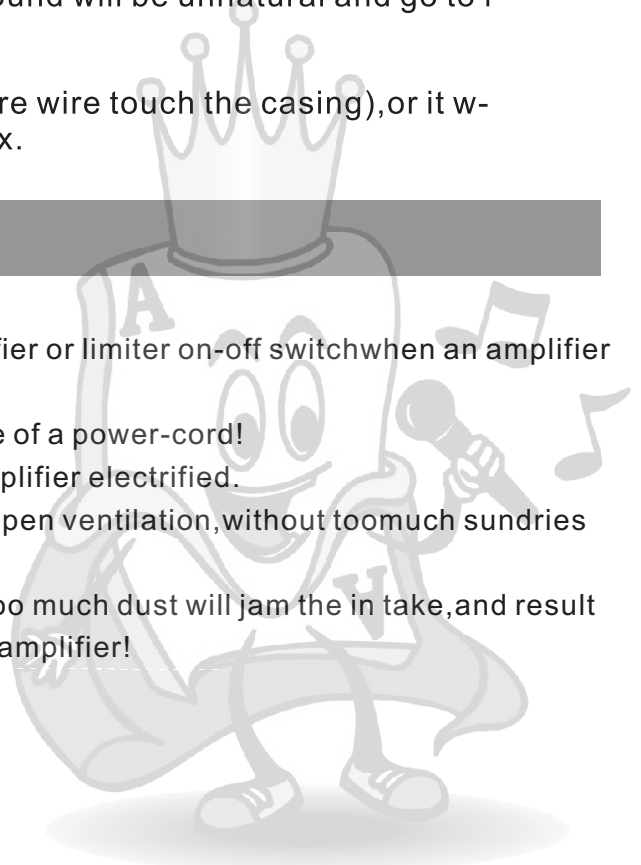 will be unnatural and go to
re wire touch the casing),or it w-
x.
A
fier or limiter on-off switchwhen an amplifier
e of a power-cord!
plifier electrified.
pen ventilation,without toomuch sundries
A
oo much dust will jam the in take,and result
amplifier!